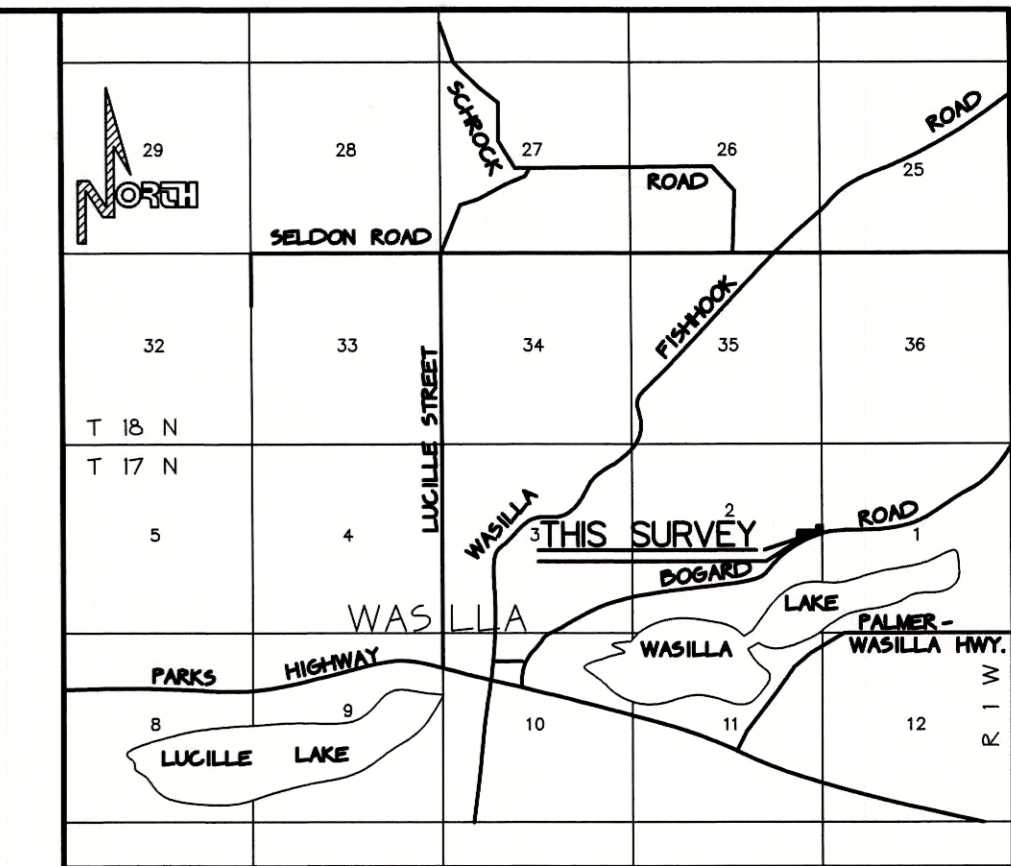 SCHROCK
ROAD
29
28
27
26
25
NORTH
ROAD
SELDON ROAD
FISHHOOK
32
33
34
35
36
LUCILLE STREET
T 18 N
T 17 N
WASILLA
2
ROAD
5
4
3
THIS SURVEY
1
BOGARD
LAKE
WASILLA
PALMER-
WASILLA HWY.
WASILLA
PARKS
HIGHWAY
R 1 W
8
9
10
11
12
LUCILLE LAKE